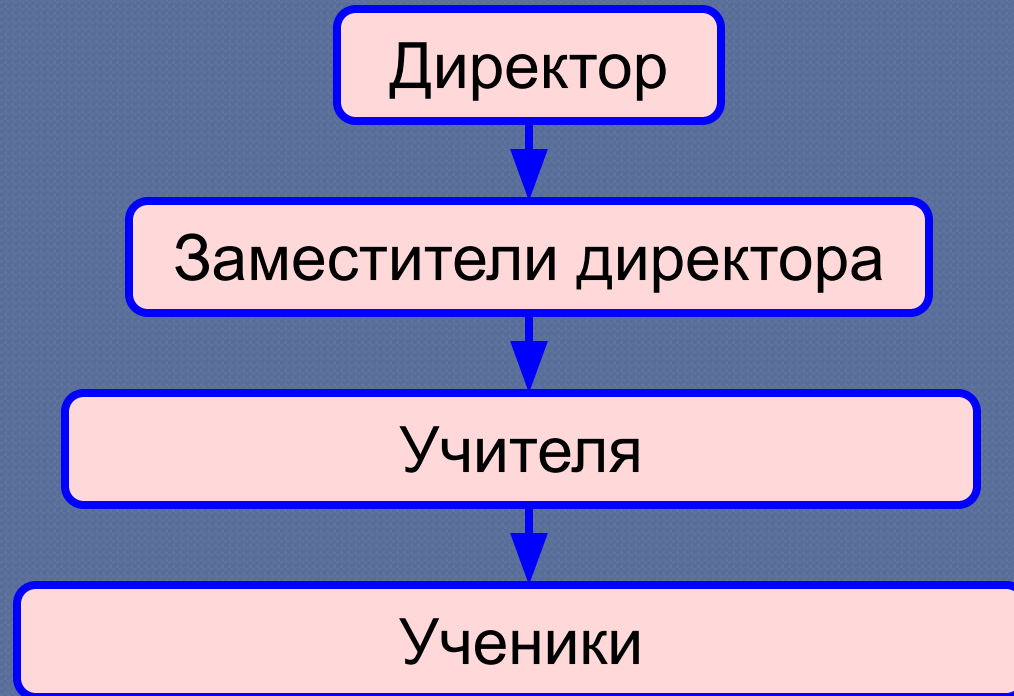 Директор
Заместители директора
Учителя
Ученики